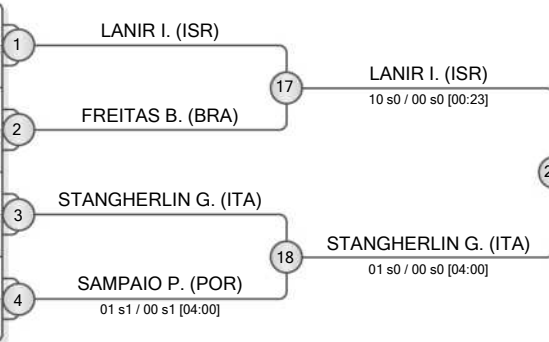 1
LANIR I. (ISR)
17
LANIR I. (ISR)
10 s0 / 00 s0 [00:23]
2
FREITAS B. (BRA)
3
STANGHERLIN G. (ITA)
18
STANGHERLIN G. (ITA)
01 s0 / 00 s0 [04:00]
4
SAMPAIO P. (POR)
01 s1 / 00 s1 [04:00]